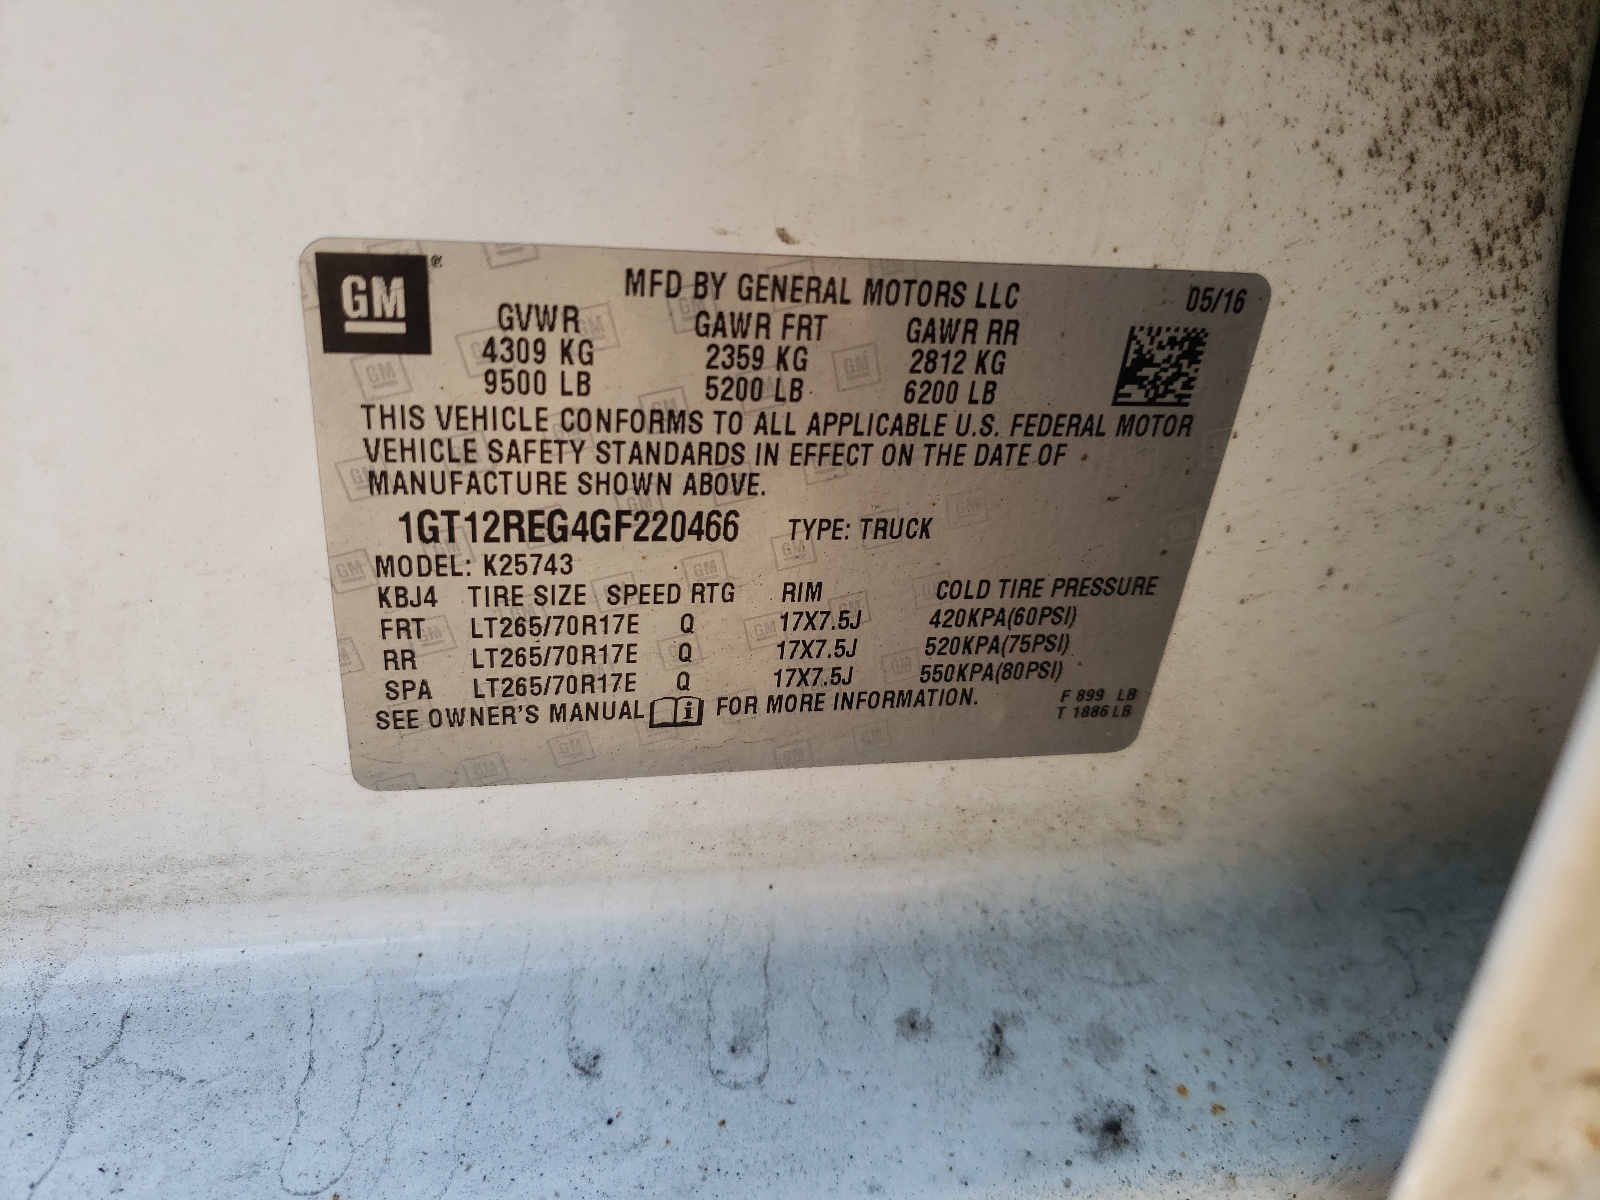 GM ®
MFD BY GENERAL MOTORS LLC 05/16
GVWR GAWR FRT GAWR RR
4309 KG 2359 KG 2812 KG
9500 LB 5200 LB 6200 LB
THIS VEHICLE CONFORMS TO ALL APPLICABLE U.S. FEDERAL MOTOR
VEHICLE SAFETY STANDARDS IN EFFECT ON THE DATE OF
MANUFACTURE SHOWN ABOVE.
1GT12REG4GF220466 TYPE: TRUCK
MODEL: K25743
KBJ4 TIRE SIZE SPEED RTG RIM COLD TIRE PRESSURE
FRT LT265/70R17E Q 17X7.5J 420KPA(60PSI)
RR LT265/70R17E Q 17X7.5J 520KPA(75PSI)
SPA LT265/70R17E Q 17X7.5J 550KPA(80PSI)
SEE OWNER'S MANUAL i FOR MORE INFORMATION.
F 899 LB
T 1886 LB